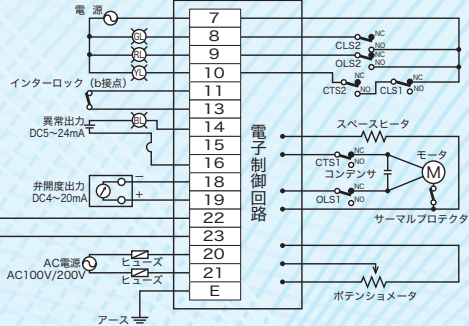 電 源
GL
RL
YL
インターロック（b接点）
異常出力
DC5～24mA
BL
弁開度出力
DC4～20mA
−
+
AC電源
AC100V/200V
ヒューズ
ヒューズ
アース
7
8
9
10
11
13
14
15
16
18
19
22
23
20
21
E
電子制御回路
NC
CLS2
NO
NC
OLS2
NO
NC
CTS2
NO
NC
CLS1
NO
スペースヒータ
NC
CTS1
NO
コンデンサ
NC
OLS1
NO
モータ
M
サーマルプロテクタ
ポテンショメータ